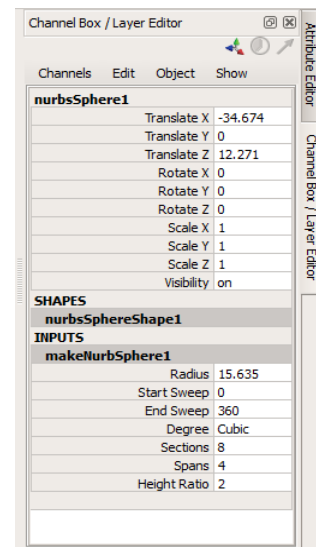 Channel Box / Layer Editor
Channels Edit Object Show
nurbsSphere1
Translate X -34.674
Translate Y 0
Translate Z 12.271
Rotate X 0
Rotate Y 0
Rotate Z 0
Scale X 1
Scale Y 1
Scale Z 1
Visibility on
SHAPES
nurbsSphereShape1
INPUTS
makeNurbSphere1
Radius 15.635
Start Sweep 0
End Sweep 360
Degree Cubic
Sections 8
Spans 4
Height Ratio 2
Attribute Editor
Channel Box / Layer Editor